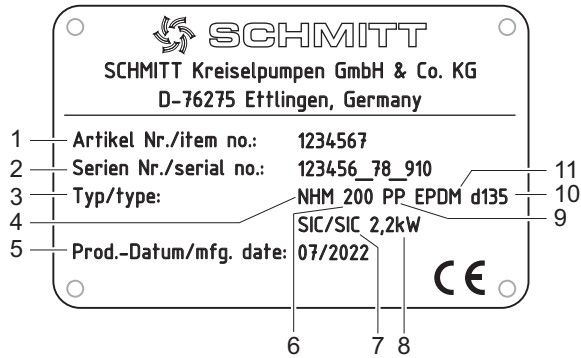 SCHMITT
SCHMITT Kreiselpumpen GmbH & Co. KG
D-76275 Ettlingen, Germany
1 Artikel Nr./item no.: 1234567
2 Serien Nr./serial no.: 123456_78_910 11
3 Typ/type: NHM 200 PP EPDM d135 10
4 SIC/SIC 2,2kW 9
5 Prod.-Datum/mfg. date: 07/2022
CE
6 7 8